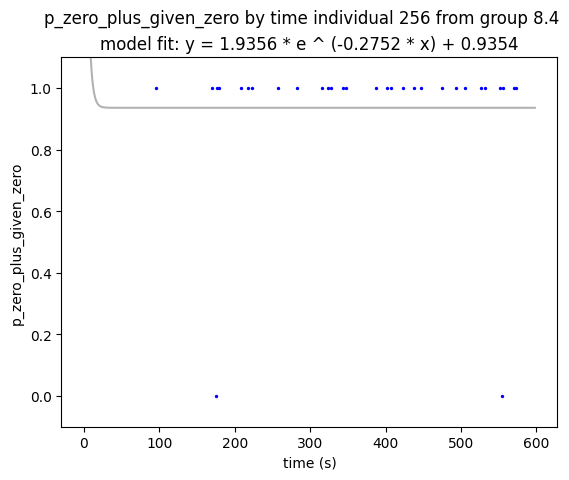 p_zero_plus_given_zero by time individual 256 from group 8.4
model fit: y = 1.9356 * e ^ (-0.2752 * x) + 0.9354
1.0
0.8
0.6
0.4
0.2
0.0
p_zero_plus_given_zero
0 100 200 300 400 500 600
time (s)